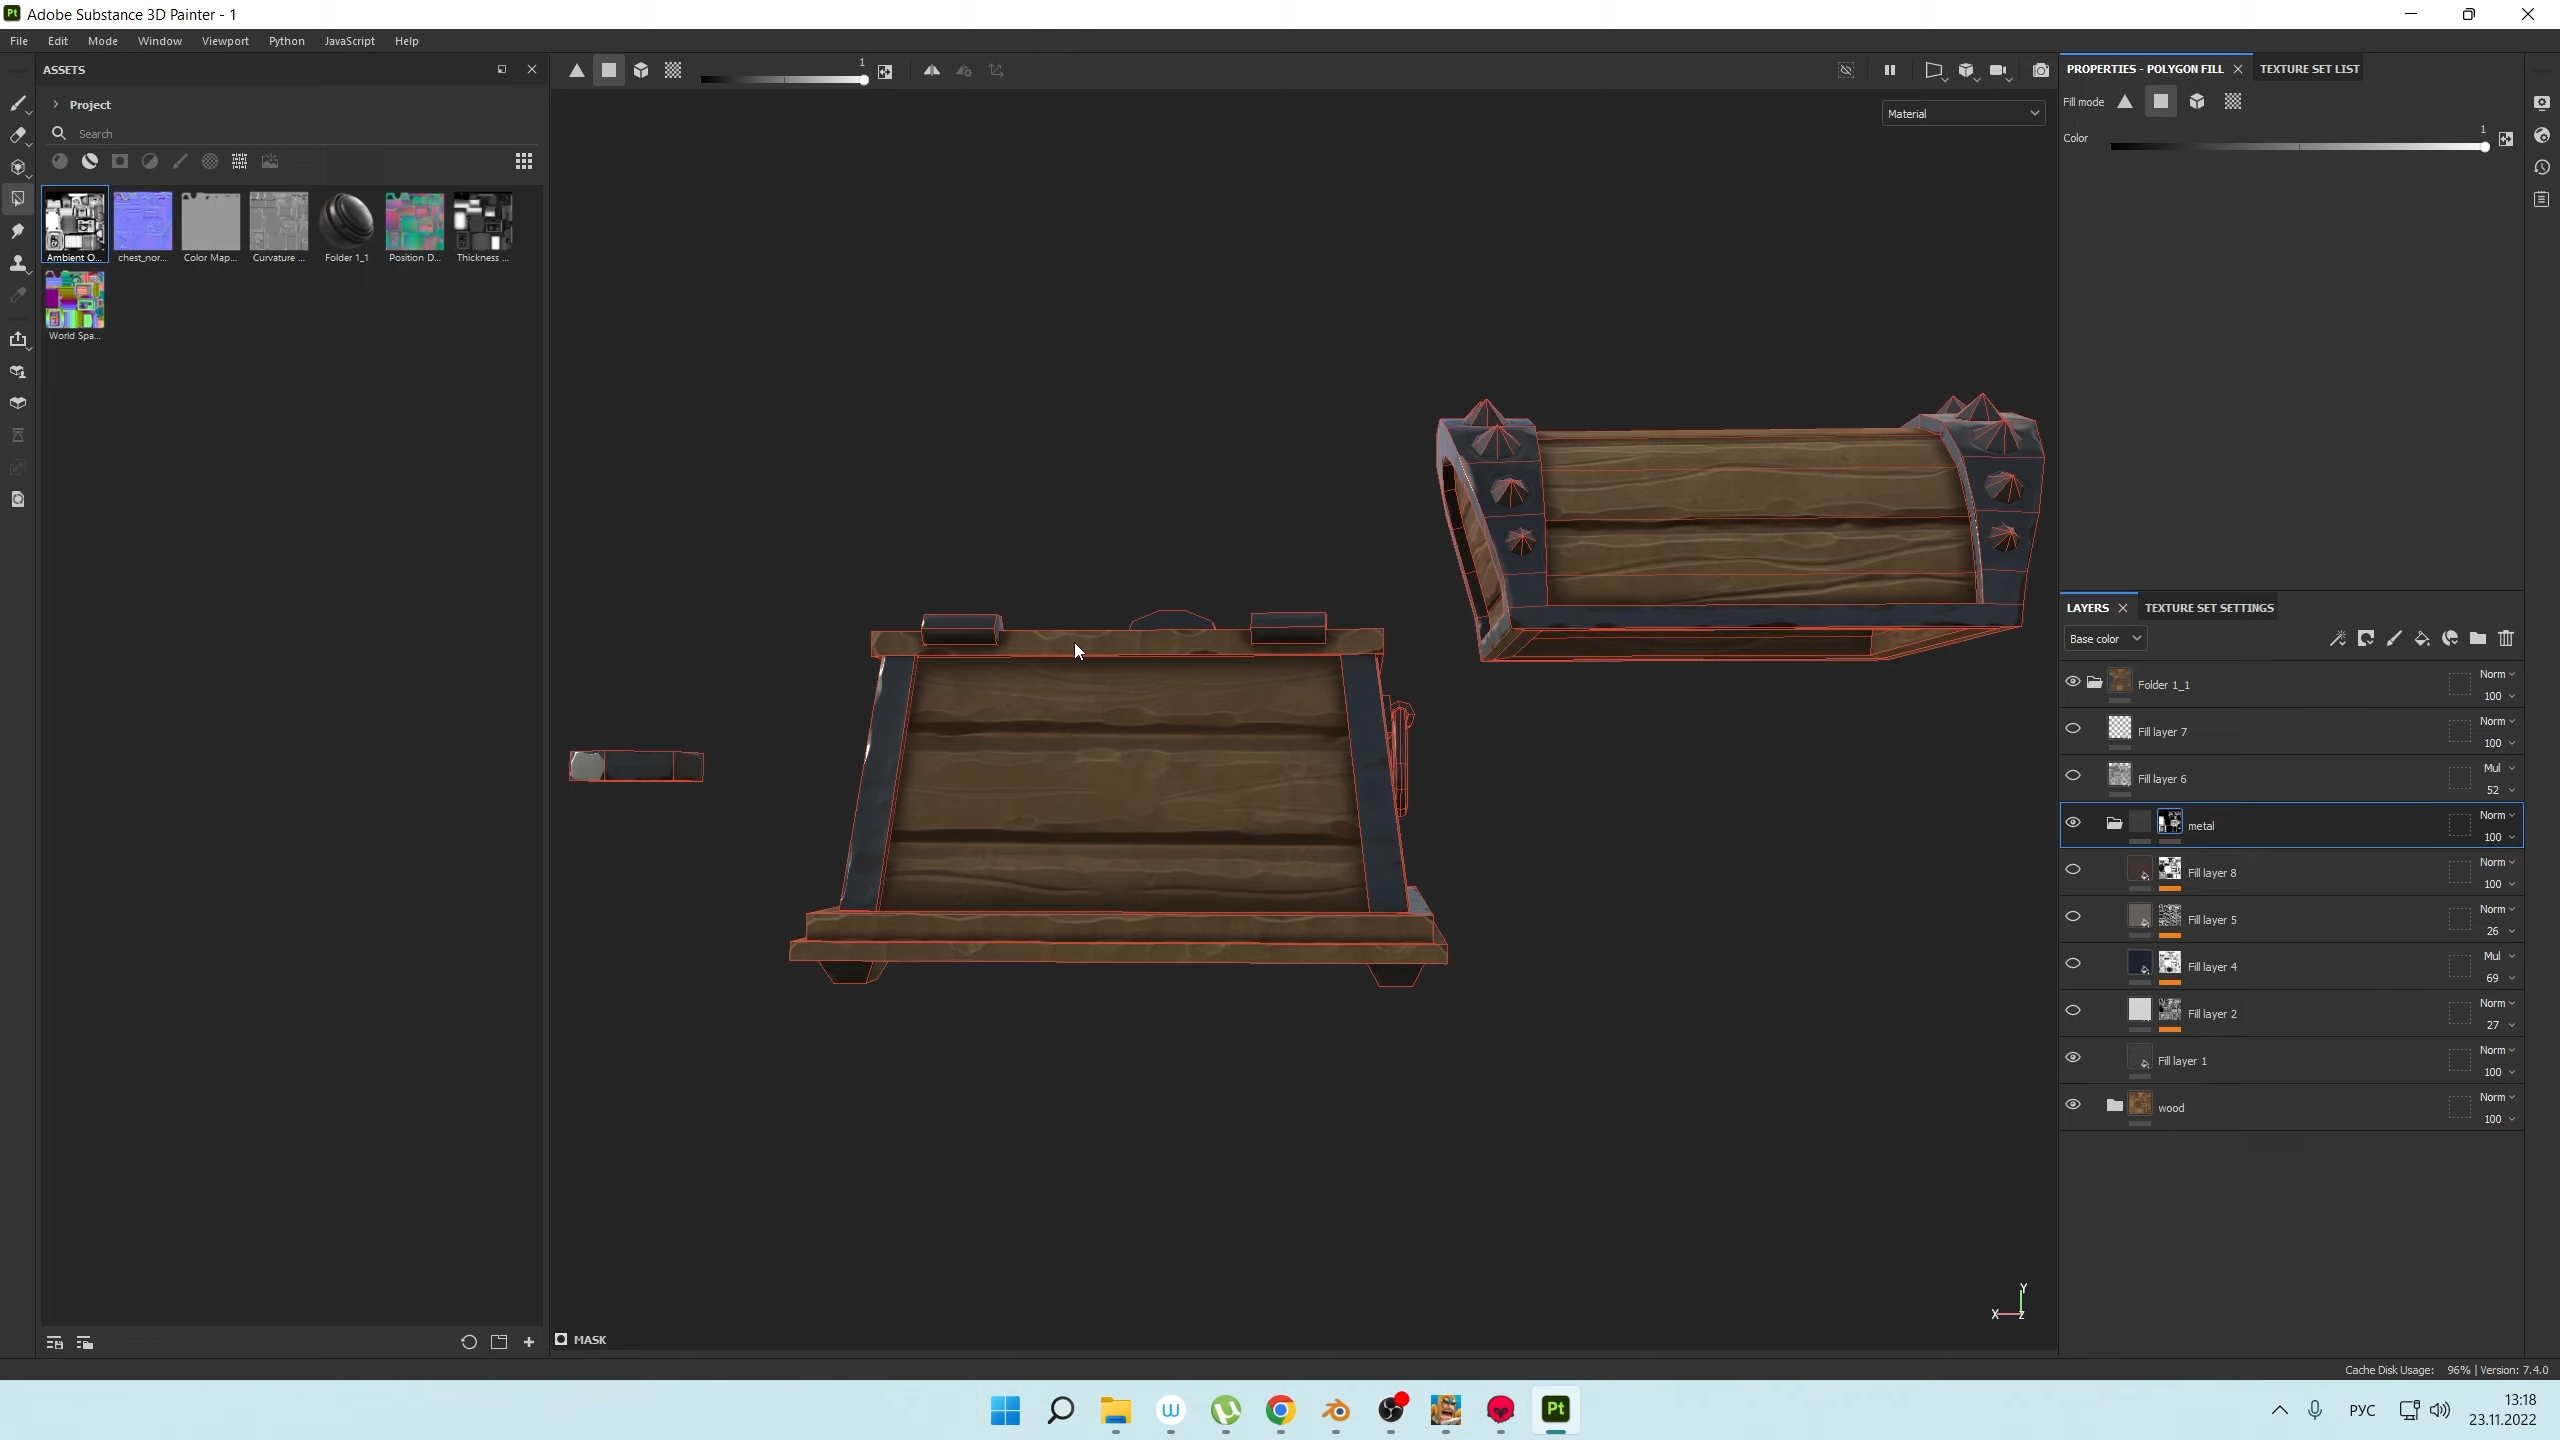 Adobe Substance 3D Painter - 1
File Edit Mode Window Viewport Python JavaScript Help
ASSETS
Project
Search
Ambient O...
chest_nor...
Color Map...
Curvature ...
Folder 1_1
Position D...
Thickness ...
World Spa...
1
Material
MASK
Y
X
Z
PROPERTIES - POLYGON FILL
TEXTURE SET LIST
Fill mode
Color
1
LAYERS
TEXTURE SET SETTINGS
Base color
Folder 1_1
Norm
100
Fill layer 7
Norm
100
Fill layer 6
Mul
52
metal
Norm
100
Fill layer 8
Norm
100
Fill layer 5
Norm
26
Fill layer 4
Mul
69
Fill layer 2
Norm
27
Fill layer 1
Norm
100
wood
Norm
100
Cache Disk Usage: 96% | Version: 7.4.0
Pt
Pt
РУС
13:18
23.11.2022